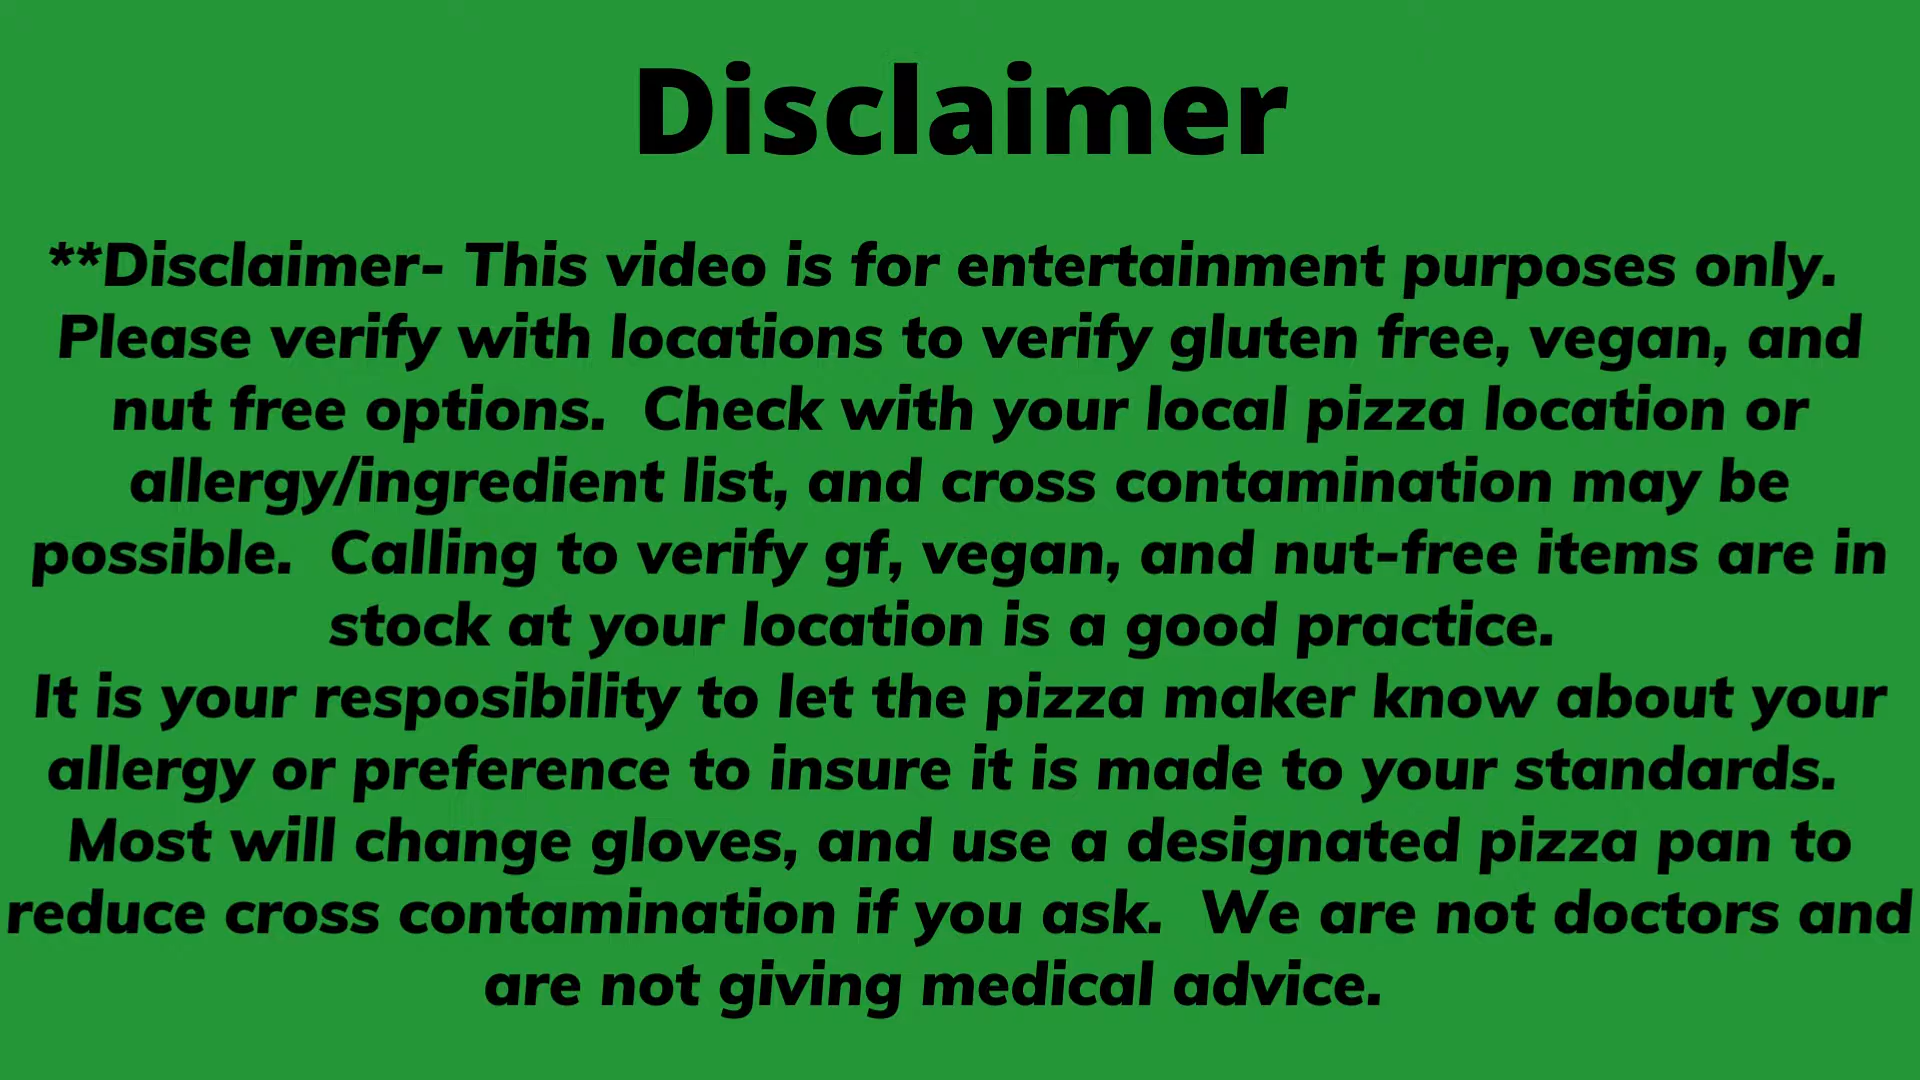 Disclaimer
**Disclaimer- This video is for entertainment purposes only.
Please verify with locations to verify gluten free, vegan, and
nut free options.  Check with your local pizza location or
allergy/ingredient list, and cross contamination may be
possible.  Calling to verify gf, vegan, and nut-free items are in
stock at your location is a good practice.
It is your resposibility to let the pizza maker know about your
allergy or preference to insure it is made to your standards.
Most will change gloves, and use a designated pizza pan to
reduce cross contamination if you ask.  We are not doctors and
are not giving medical advice.